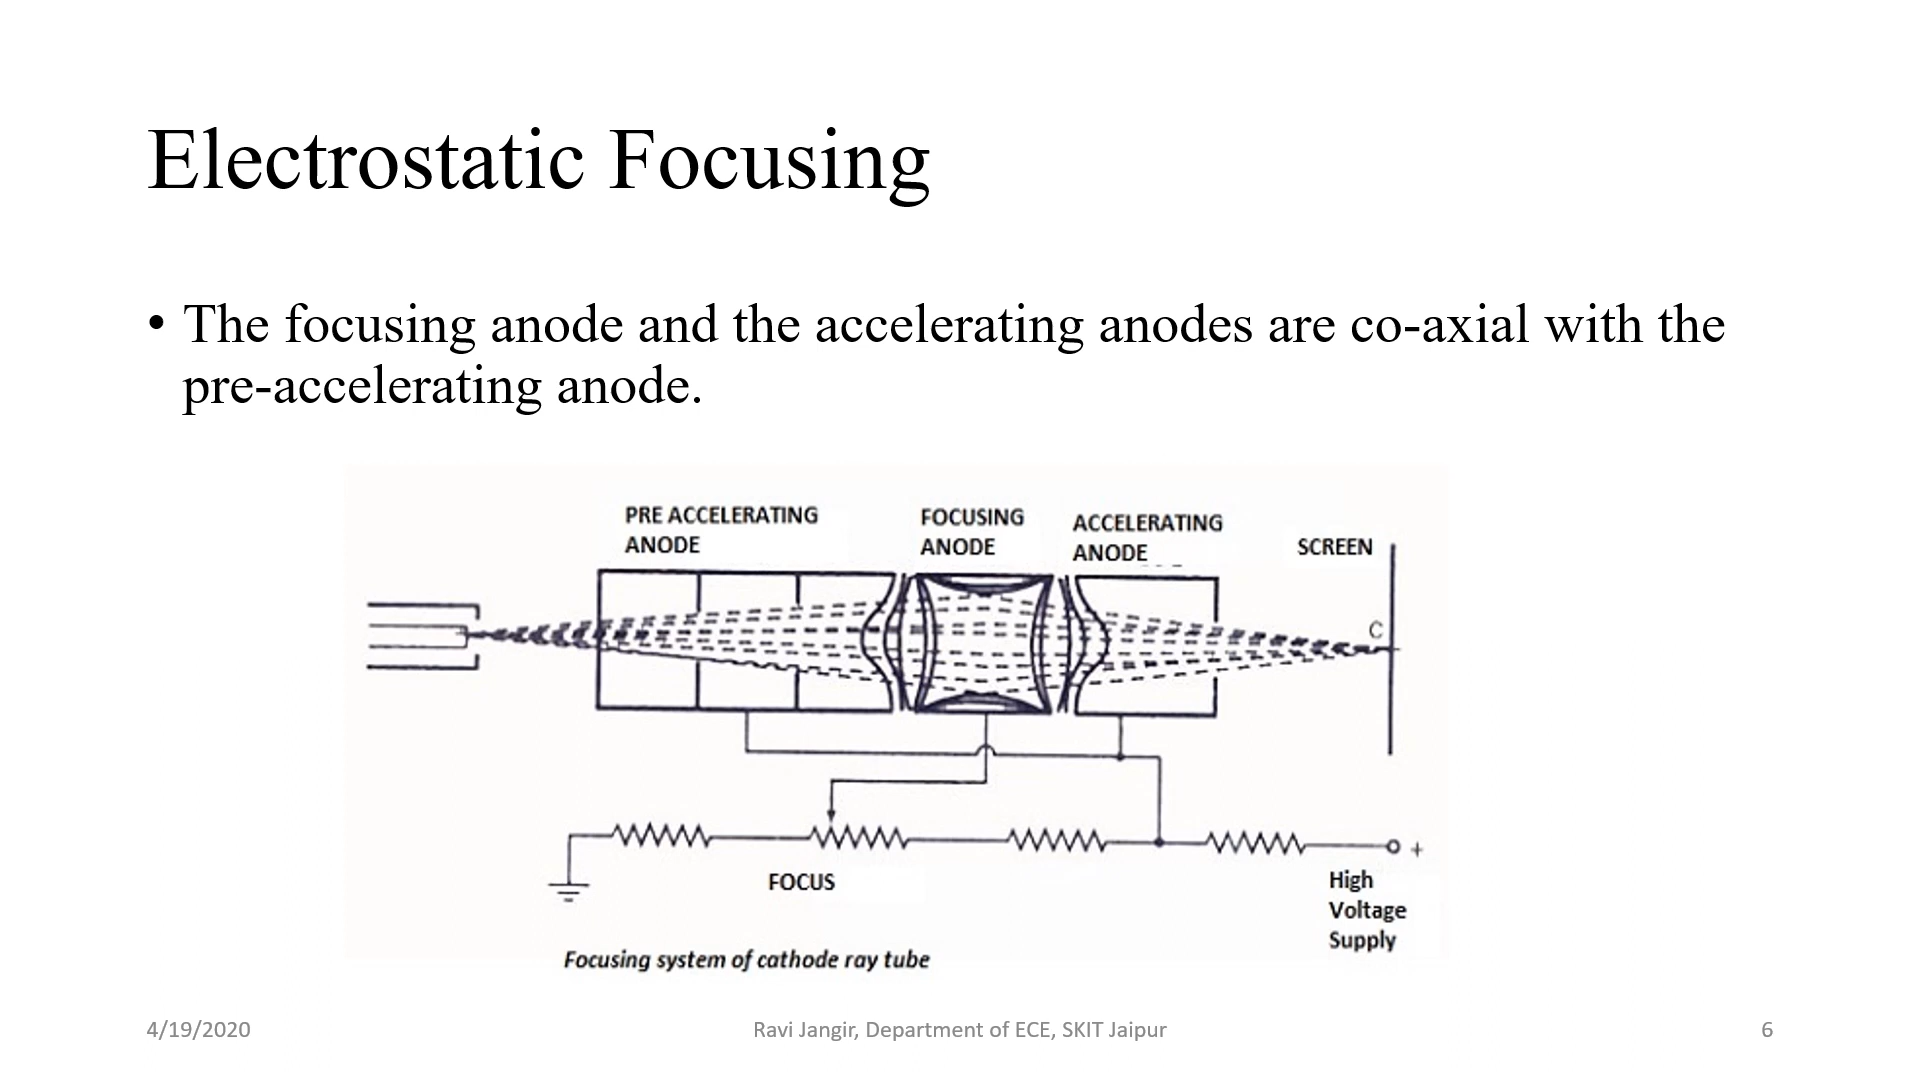 Electrostatic Focusing
• The focusing anode and the accelerating anodes are co-axial with the
pre-accelerating anode.
PRE ACCELERATING
ANODE
FOCUSING
ANODE
ACCELERATING
ANODE
SCREEN
C
+
FOCUS
High
Voltage
Supply
Focusing system of cathode ray tube
4/19/2020
Ravi Jangir, Department of ECE, SKIT Jaipur
6